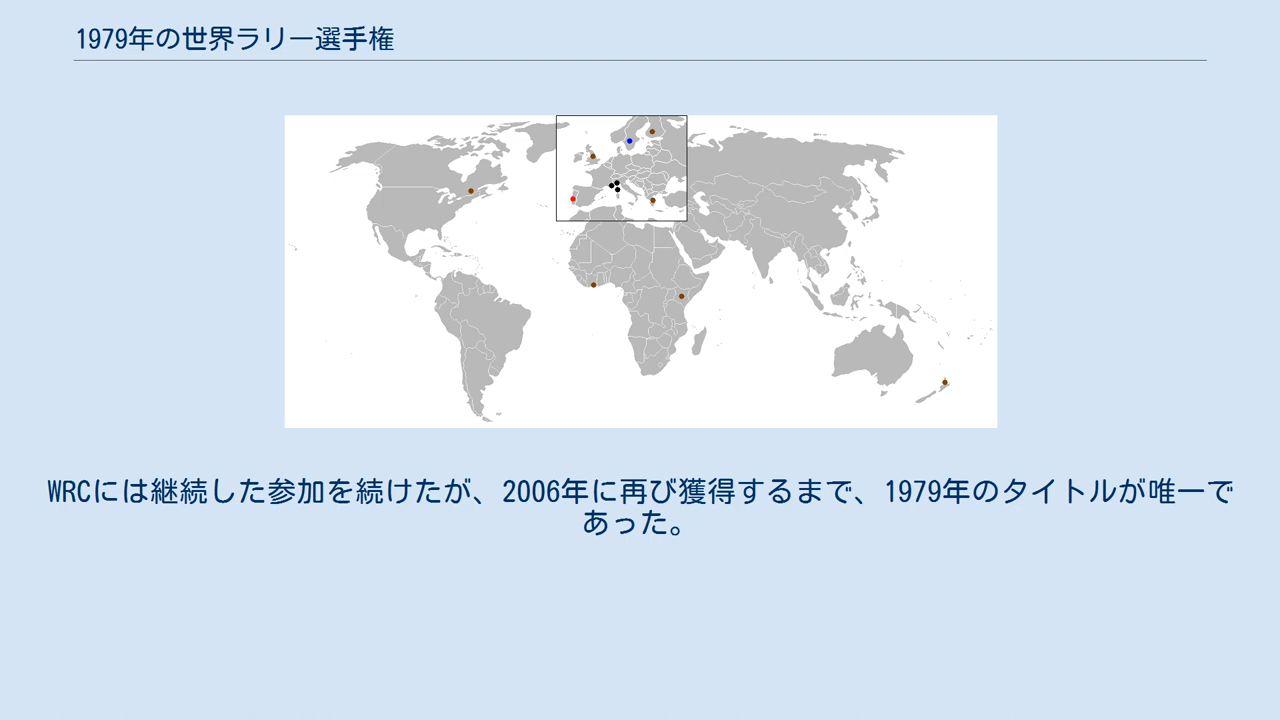 1979年の世界ラリー選手権
WRCには継続した参加を続けたが、2006年に再び獲得するまで、1979年のタイトルが唯一で
あった。